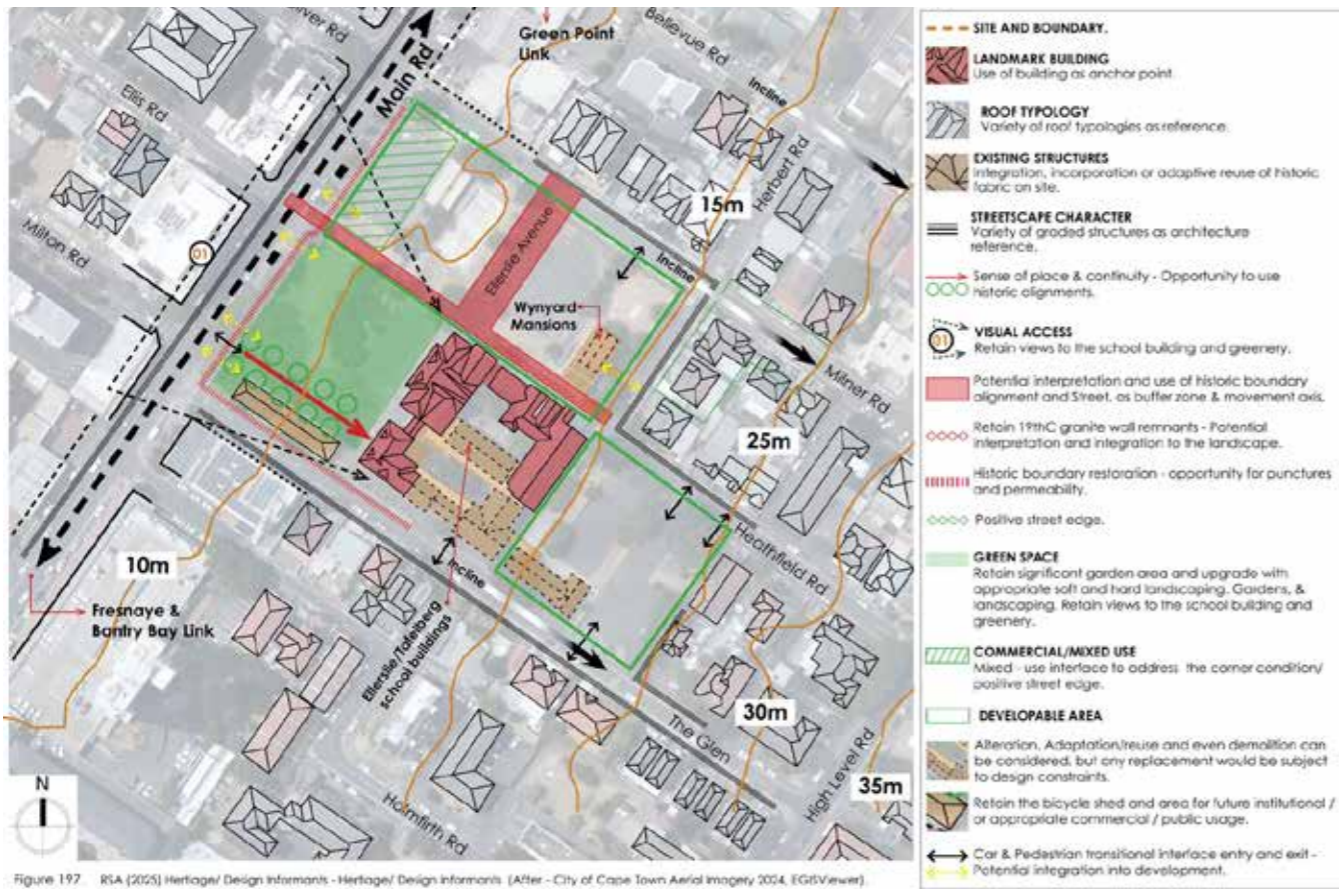 Green Point
Link
Bellevue Rd
Main Rd
Ellis Rd
Milton Rd
Incline
Herbert Rd
15m
01
Ellerslie Avenue
Incline
Wynyard
Mansions
Milner Rd
25m
Heathfield Rd
10m
Incline
Fresnaye &
Bantry Bay Link
Ellerslie/Tafelberg
school buildings
30m
The Glen
High Level Rd
35m
Holmfirth Rd
N
SITE AND BOUNDARY.
LANDMARK BUILDING
Use of building as anchor point.
ROOF TYPOLOGY
Variety of roof typologies as reference.
EXISTING STRUCTURES
Integration, incorporation or adaptive reuse of historic
fabric on site.
STREETSCAPE CHARACTER
Variety of graded structures as architecture
reference.
Sense of place & continuity - Opportunity to use
historic alignments.
01
VISUAL ACCESS
Retain views to the school building and greenery.
Potential interpretation and use of historic boundary
alignment and Street, as buffer zone & movement axis.
Retain 19thC granite wall remnants - Potential
interpretation and integration to the landscape.
Historic boundary restoration - opportunity for punctures
and permeability.
Positive street edge.
GREEN SPACE
Retain significant garden area and upgrade with
appropriate soft and hard landscaping. Gardens, &
landscaping. Retain views to the school building and
greenery.
COMMERCIAL/MIXED USE
Mixed - use interface to address the corner condition/
positive street edge.
DEVELOPABLE AREA
Alteration, Adaptation/reuse and even demolition can
be considered, but any replacement would be subject
to design constraints.
Retain the bicycle shed and area for future institutional /
or appropriate commercial / public usage.
Car & Pedestrian transitional interface entry and exit -
Potential integration into development.
Figure 197. RSA (2025) Heritage/ Design Informants - Heritage/ Design Informants (After - City of Cape Town Aerial Imagery 2024, EGISViewer).